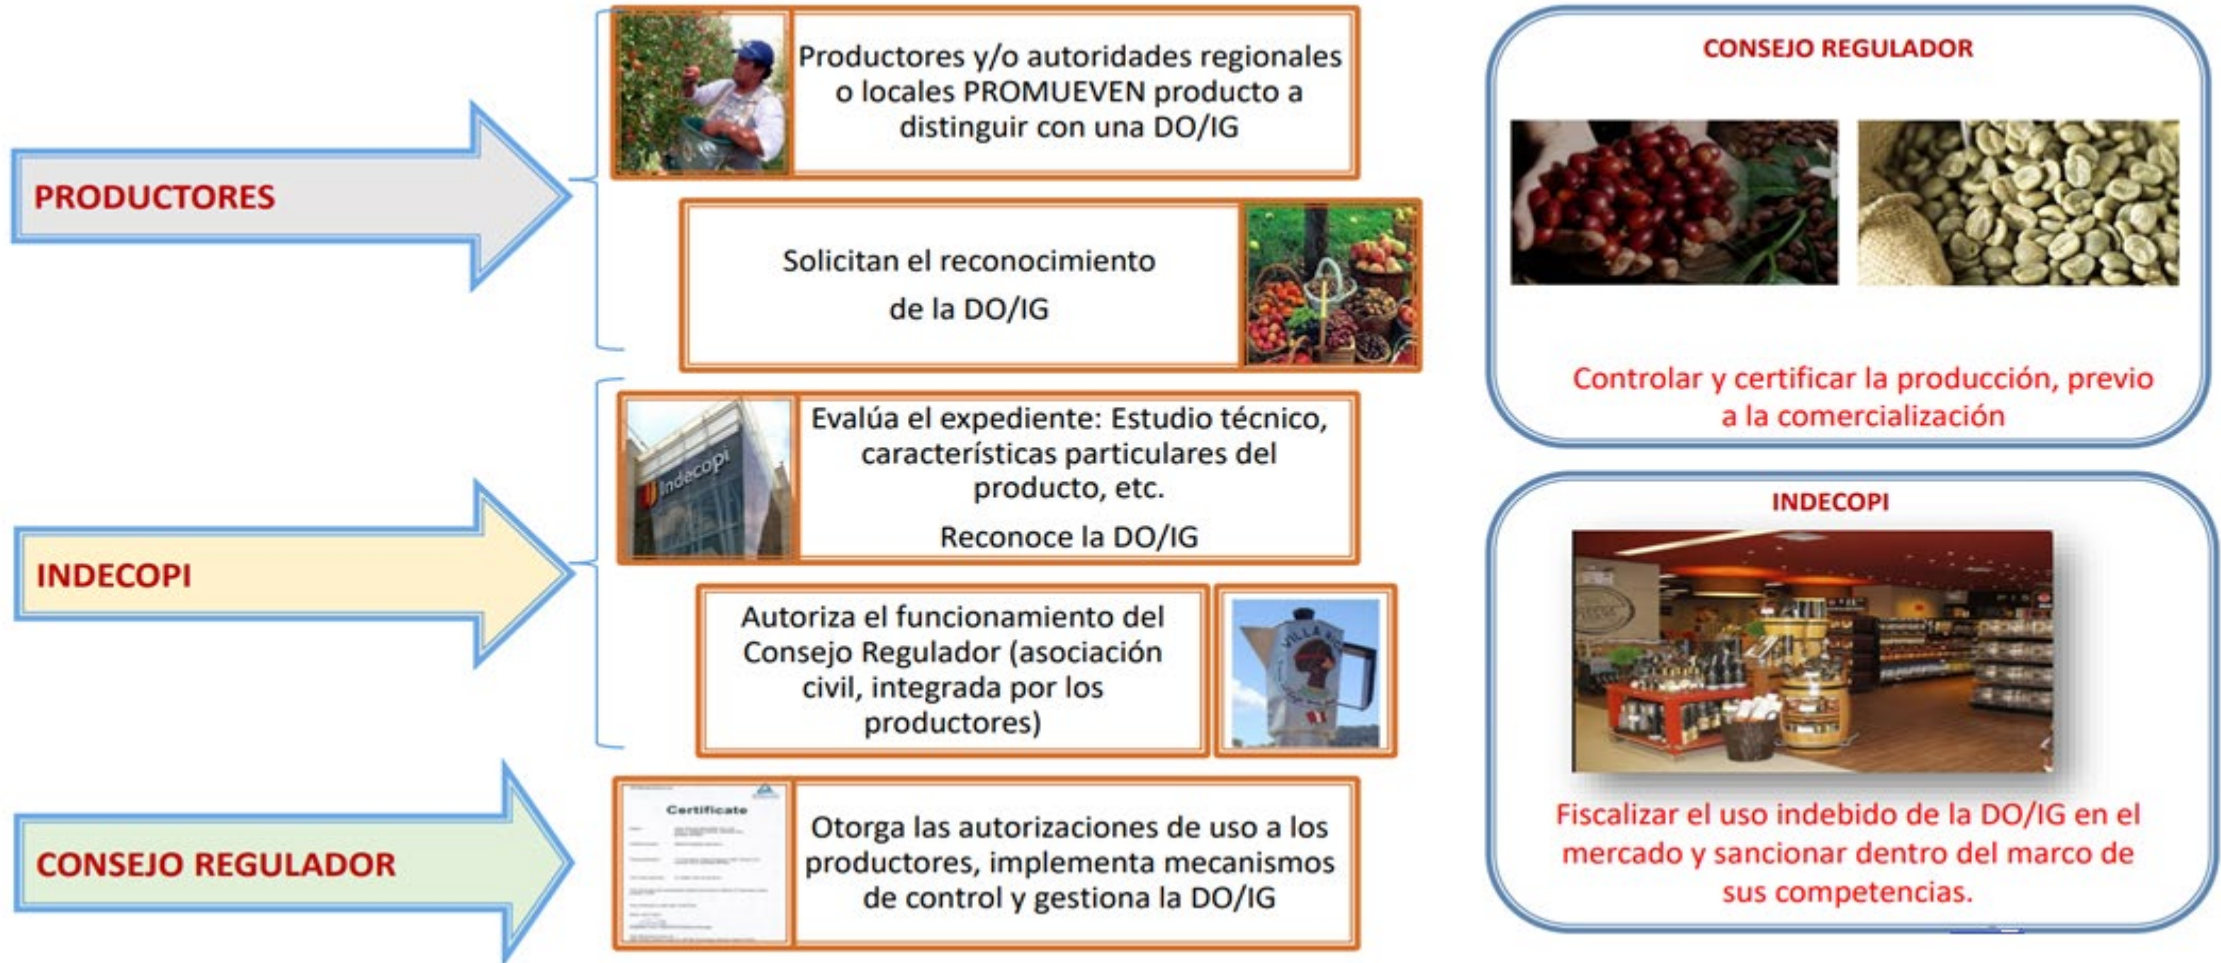 PRODUCTORES
Productores y/o autoridades regionales
o locales PROMUEVEN producto a
distinguir con una DO/IG
Solicitan el reconocimiento
de la DO/IG
INDECOPI
Indecopi
Evalúa el expediente: Estudio técnico,
características particulares del
producto, etc.
Reconoce la DO/IG
Autoriza el funcionamiento del
Consejo Regulador (asociación
civil, integrada por los
productores)
VILLA
CONSEJO REGULADOR
Certificate
Otorga las autorizaciones de uso a los
productores, implementa mecanismos
de control y gestiona la DO/IG
CONSEJO REGULADOR
Controlar y certificar la producción, previo
a la comercialización
INDECOPI
Fiscalizar el uso indebido de la DO/IG en el
mercado y sancionar dentro del marco de
sus competencias.